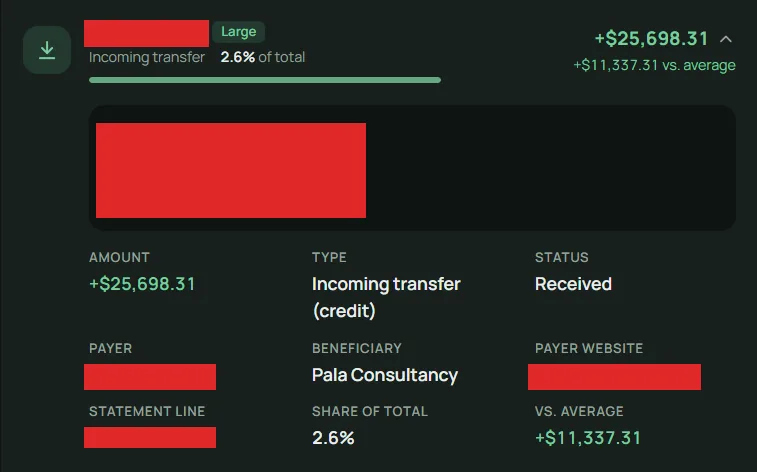 Large
+$25,698.31
Incoming transfer 2.6% of total
+$11,337.31 vs. average
AMOUNT
+$25,698.31
TYPE
Incoming transfer
(credit)
STATUS
Received
PAYER
BENEFICIARY
Pala Consultancy
PAYER WEBSITE
STATEMENT LINE
SHARE OF TOTAL
2.6%
VS. AVERAGE
+$11,337.31